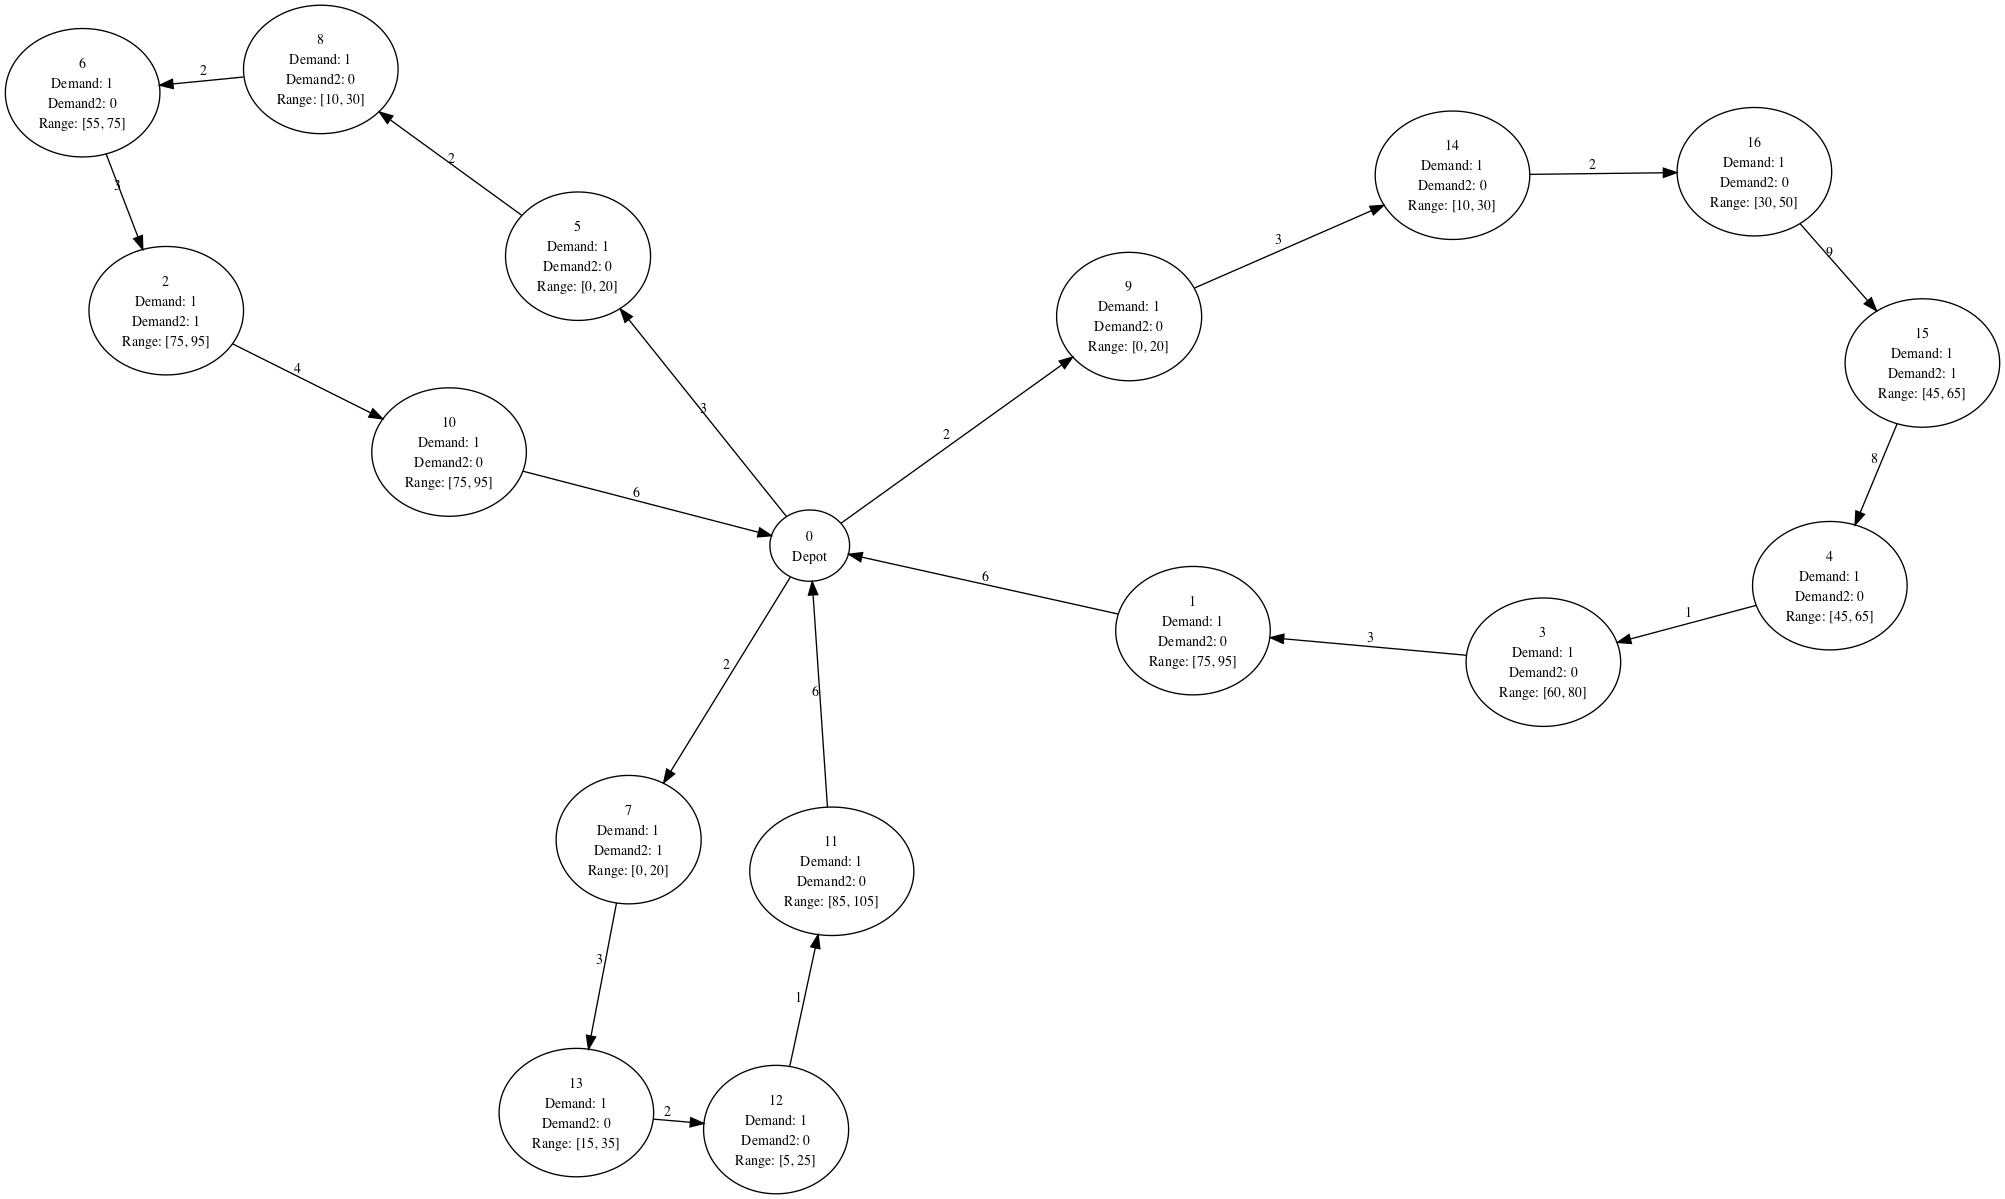 8
Demand: 1
Demand2: 0
Range: [10, 30]
6
Demand: 1
Demand2: 0
Range: [55, 75]
2
2
3
5
Demand: 1
Demand2: 0
Range: [0, 20]
2
Demand: 1
Demand2: 1
Range: [75, 95]
4
3
10
Demand: 1
Demand2: 0
Range: [75, 95]
6
14
Demand: 1
Demand2: 0
Range: [10, 30]
2
16
Demand: 1
Demand2: 0
Range: [30, 50]
3
9
9
Demand: 1
Demand2: 0
Range: [0, 20]
2
15
Demand: 1
Demand2: 1
Range: [45, 65]
8
0
Depot
4
Demand: 1
Demand2: 0
Range: [45, 65]
1
3
Demand: 1
Demand2: 0
Range: [60, 80]
3
1
Demand: 1
Demand2: 0
Range: [75, 95]
6
2
6
7
Demand: 1
Demand2: 1
Range: [0, 20]
11
Demand: 1
Demand2: 0
Range: [85, 105]
3
1
13
Demand: 1
Demand2: 0
Range: [15, 35]
2
12
Demand: 1
Demand2: 0
Range: [5, 25]